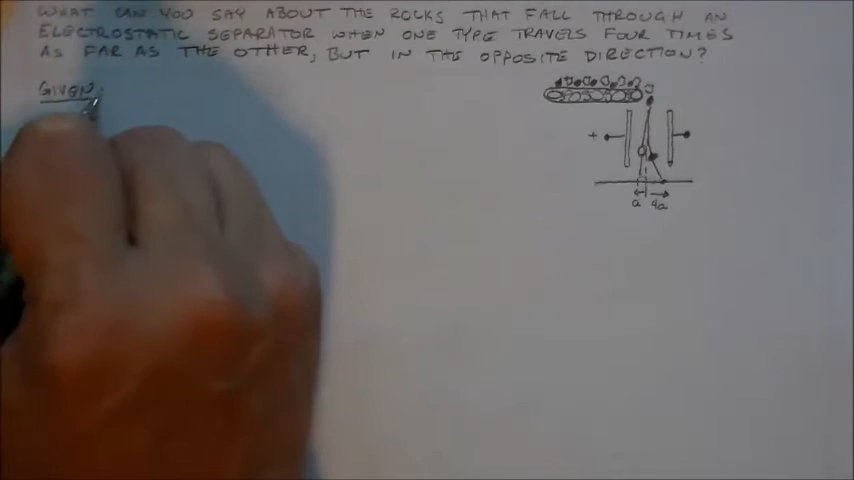 WHAT CAN YOU SAY ABOUT THE ROCKS THAT FALL THROUGH AN
ELECTROSTATIC SEPARATOR WHEN ONE TYPE TRAVELS FOUR TIMES
AS FAR AS THE OTHER, BUT IN THE OPPOSITE DIRECTION?
GIVEN
+
a 4a